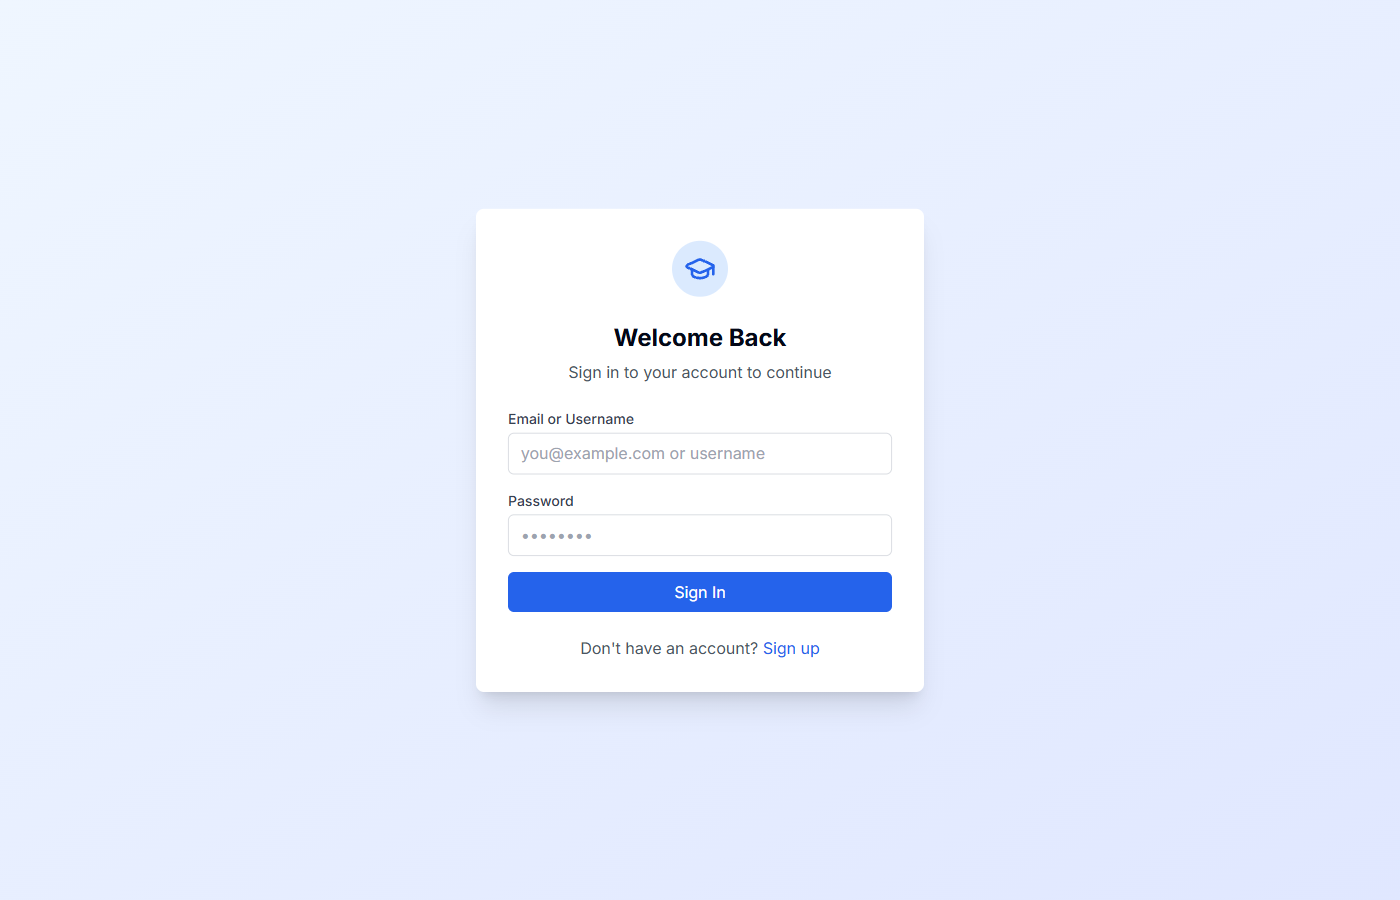 Welcome Back
Sign in to your account to continue
Email or Username
you@example.com or username
Password
••••••••
Sign In
Don't have an account? Sign up